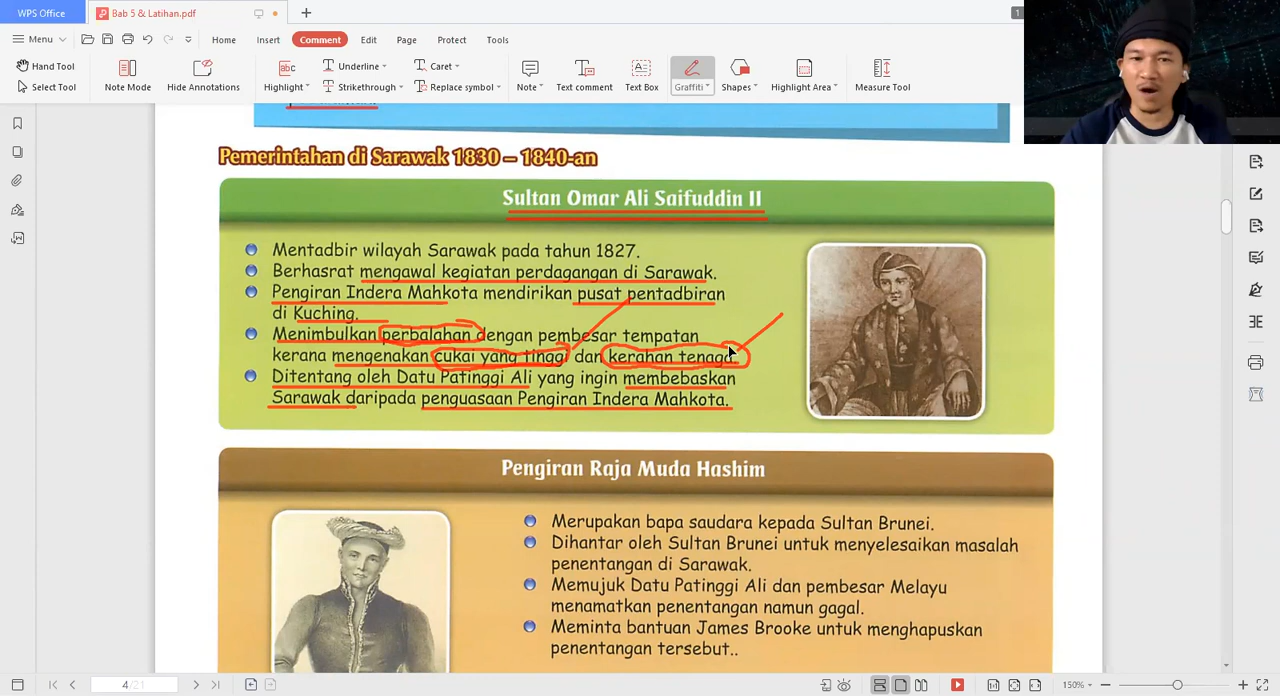 WPS Office
Bab 5 & Latihan.pdf
1
Menu
Home
Insert
Comment
Edit
Page
Protect
Tools
Hand Tool
Select Tool
Note Mode
Hide Annotations
abc
Highlight
Underline
Strikethrough
Caret
Replace symbol
Note
Text comment
Text Box
Graffiti
Shapes
Highlight Area
Measure Tool
Pemerintahan di Sarawak 1830 – 1840-an
Sultan Omar Ali Saifuddin II
Mentadbir wilayah Sarawak pada tahun 1827.
Berhasrat mengawal kegiatan perdagangan di Sarawak.
Pengiran Indera Mahkota mendirikan pusat pentadbiran
di Kuching.
Menimbulkan perbalahan dengan pembesar tempatan
kerana mengenakan cukai yang tinggi dan kerahan tenaga.
Ditentang oleh Datu Patinggi Ali yang ingin membebaskan
Sarawak daripada penguasaan Pengiran Indera Mahkota.
Pengiran Raja Muda Hashim
Merupakan bapa saudara kepada Sultan Brunei.
Dihantar oleh Sultan Brunei untuk menyelesaikan masalah
penentangan di Sarawak.
Memujuk Datu Patinggi Ali dan pembesar Melayu
menamatkan penentangan namun gagal.
Meminta bantuan James Brooke untuk menghapuskan
penentangan tersebut..
4/21
150%